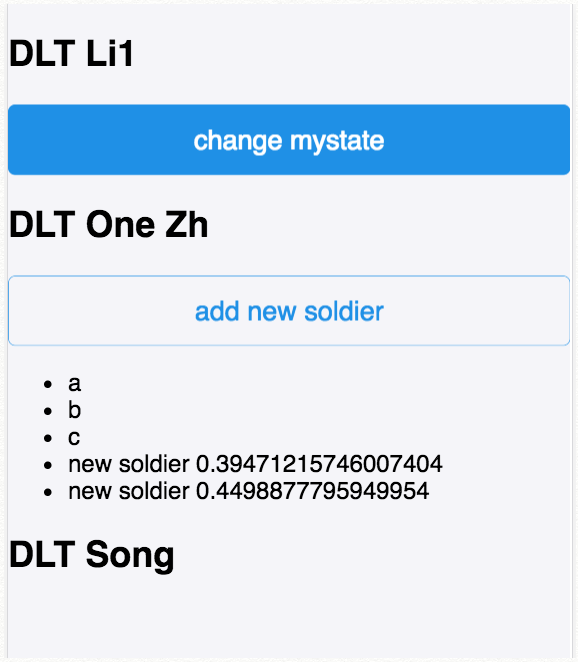 DLT Li1
change mystate
DLT One Zh
add new soldier
a
b
c
new soldier 0.39471215746007404
new soldier 0.4498877795949954
DLT Song